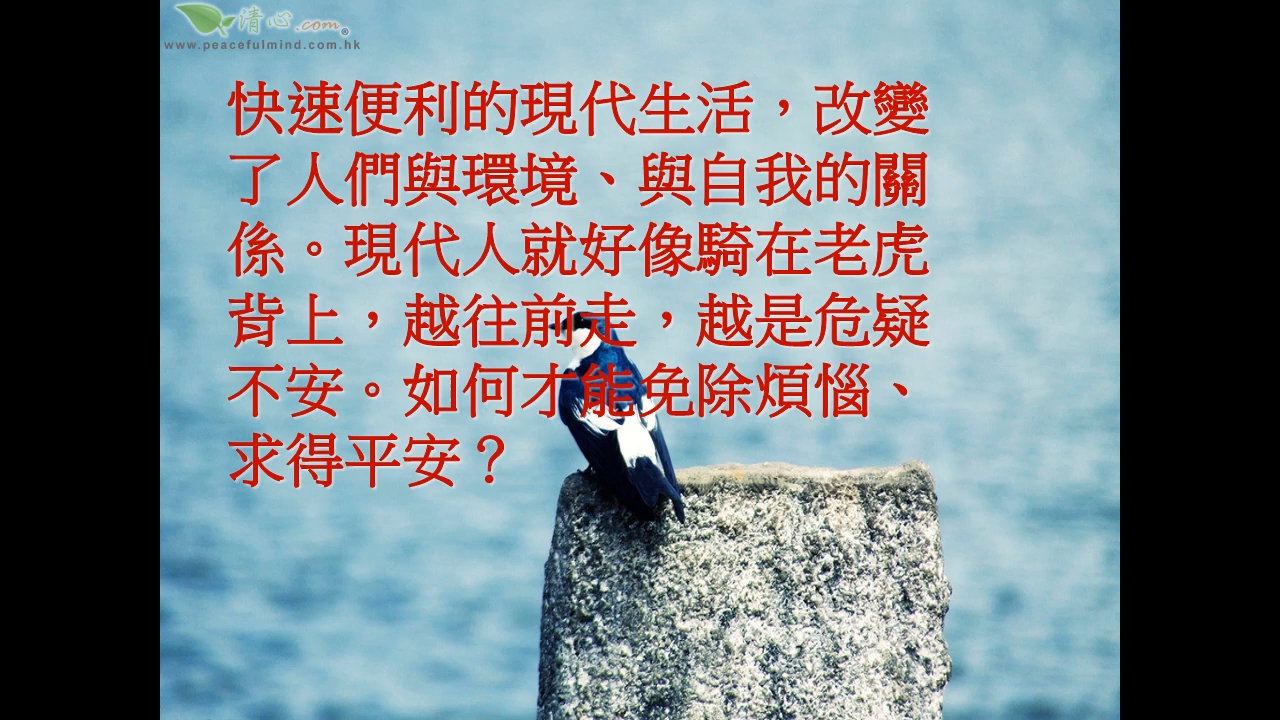 清心.com®
www.peacefulmind.com.hk
快速便利的現代生活，改變
了人們與環境、與自我的關
係。現代人就好像騎在老虎
背上，越往前走，越是危疑
不安。如何才能免除煩惱、
求得平安？